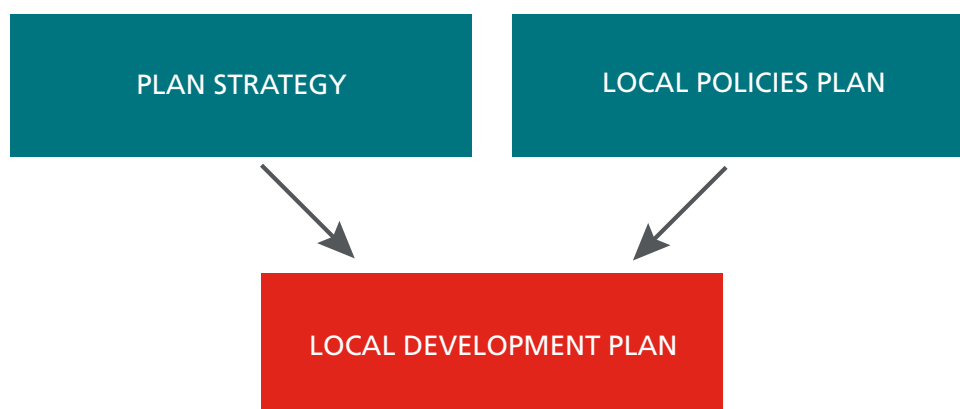 PLAN STRATEGY
LOCAL POLICIES PLAN
LOCAL DEVELOPMENT PLAN